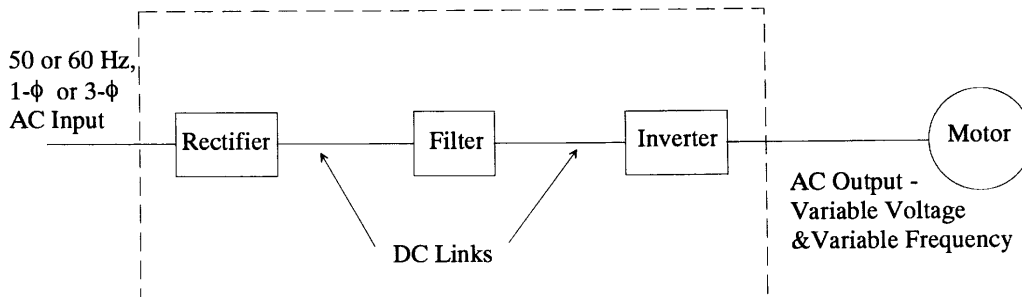 50 or 60 Hz,
1-ϕ or 3-ϕ
AC Input
Rectifier
Filter
Inverter
Motor
AC Output -
Variable Voltage
&Variable Frequency
DC Links